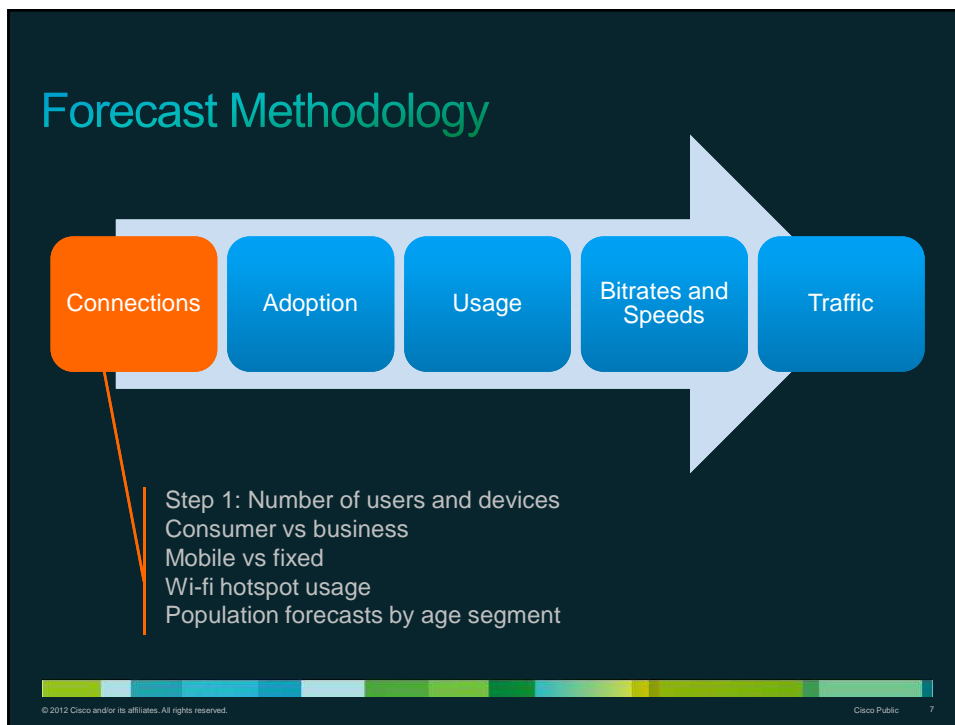 Forecast Methodology
Connections
Adoption
Usage
Bitrates and
Speeds
Traffic
Step 1: Number of users and devices
Consumer vs business
Mobile vs fixed
Wi-fi hotspot usage
Population forecasts by age segment
© 2012 Cisco and/or its affiliates. All rights reserved.
Cisco Public
7